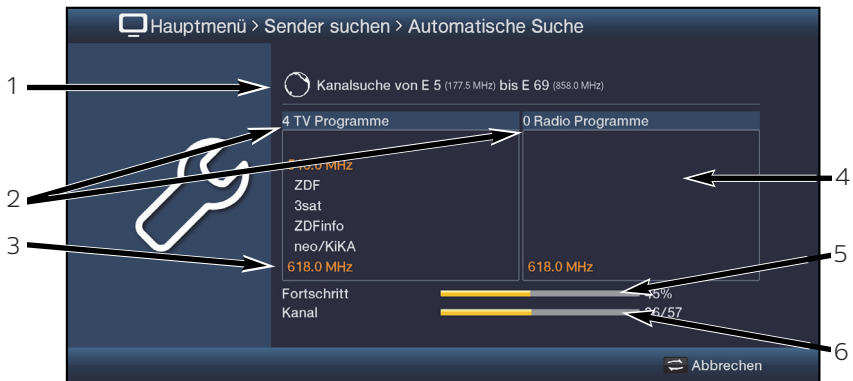 Hauptmenü > Sender suchen > Automatische Suche
1
Kanalsuche von E 5 (177.5 MHz) bis E 69 (858.0 MHz)
4 TV Programme
0 Radio Programme
2
ZDF
3sat
ZDFinfo
neo/KiKA
4
3
618.0 MHz
618.0 MHz
5
Fortschritt
Kanal
6
Abbrechen